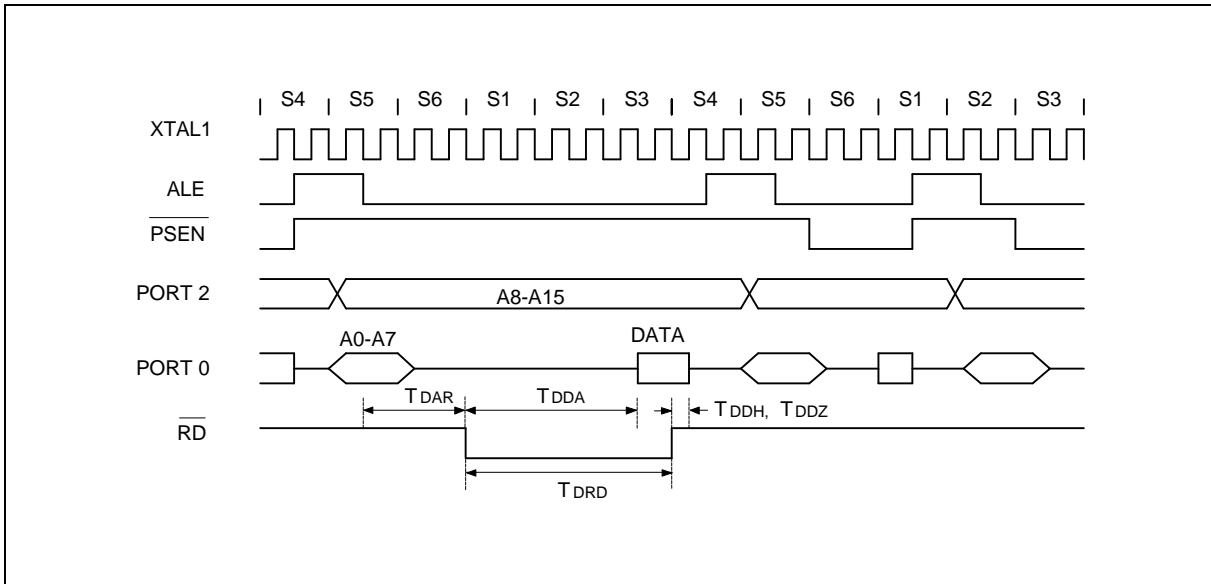 S4 S5 S6 S1 S2 S3 S4 S5 S6 S1 S2 S3
XTAL1
ALE
PSEN
PORT 2
A8-A15
A0-A7
DATA
PORT 0
TDAR
TDDA
TDDH, TDDZ
RD
TDRD